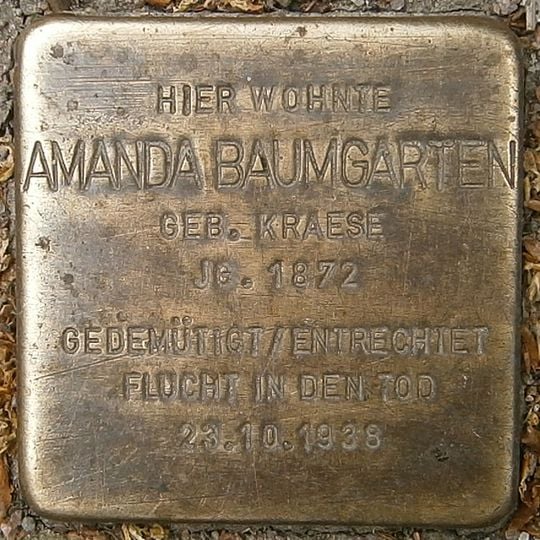 HIER WOHNTE
AMANDA BAUMGARTEN
GEB. KRAESE
JG. 1872
GEDEMÜTIGT/ENTRECHTET
FLUCHT IN DEN TOD
23.10.1938